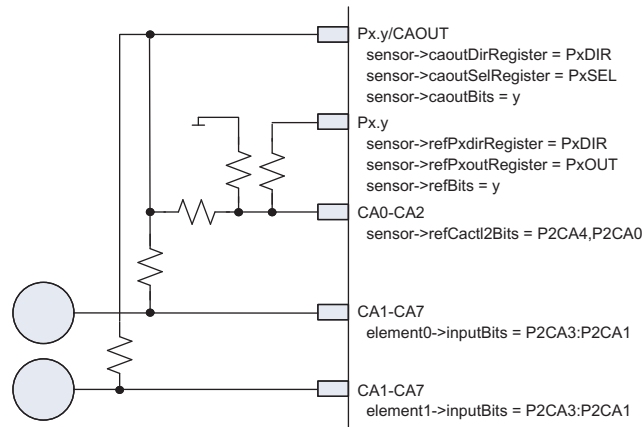 Px.y/CAOUT
sensor->caoutDirRegister = PxDIR
sensor->caoutSelRegister = PxSEL
sensor->caoutBits = y
Px.y
sensor->refPxdirRegister = PxDIR
sensor->refPxoutRegister = PxOUT
sensor->refBits = y
CA0-CA2
sensor->refCactl2Bits = P2CA4,P2CA0
CA1-CA7
element0->inputBits = P2CA3:P2CA1
CA1-CA7
element1->inputBits = P2CA3:P2CA1